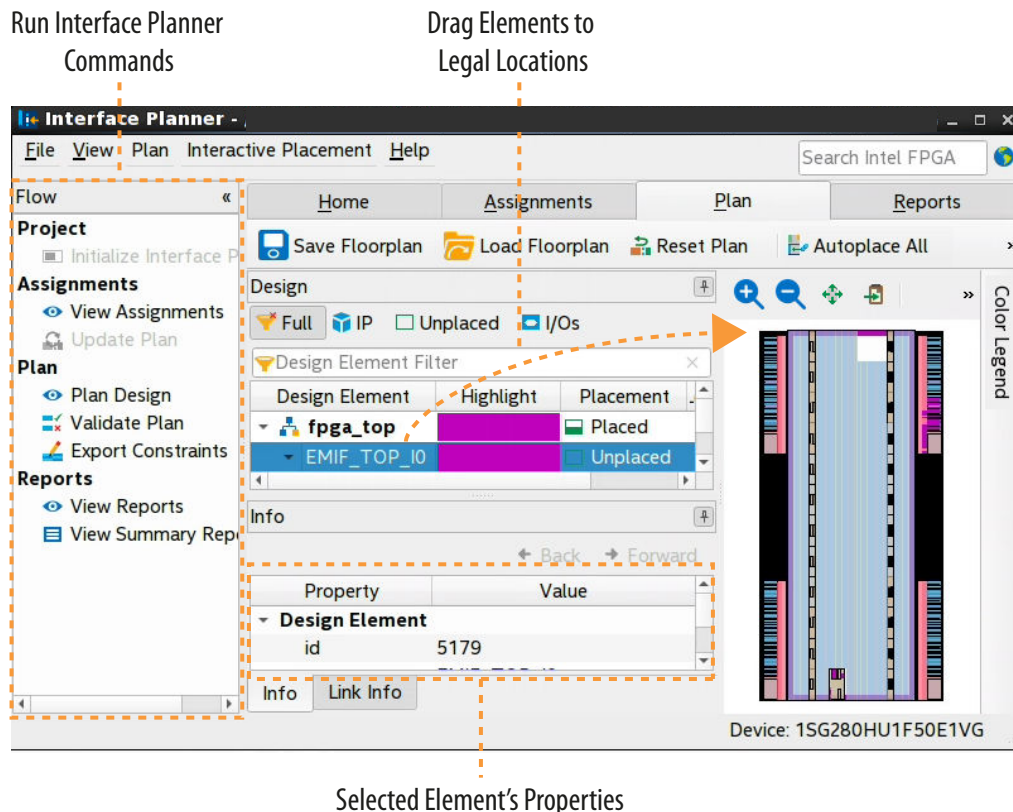 Run Interface Planner
Commands
Drag Elements to
Legal Locations
Interface Planner -
File View Plan Interactive Placement Help
Search Intel FPGA
Flow «
Home Assignments Plan Reports
Project
Initialize Interface P
Save Floorplan Load Floorplan Reset Plan Autoplace All »
Assignments
View Assignments
Update Plan
Plan
Plan Design
Validate Plan
Export Constraints
Reports
View Reports
View Summary Rep
Design
Full IP Unplaced I/Os
Design Element Filter
Design Element Highlight Placement
fpga_top Placed
EMIF_TOP_I0 Unplaced
Info
Back Forward
Property Value
Design Element
id 5179
Info Link Info
»
Color Legend
Device: 1SG280HU1F50E1VG
Selected Element's Properties